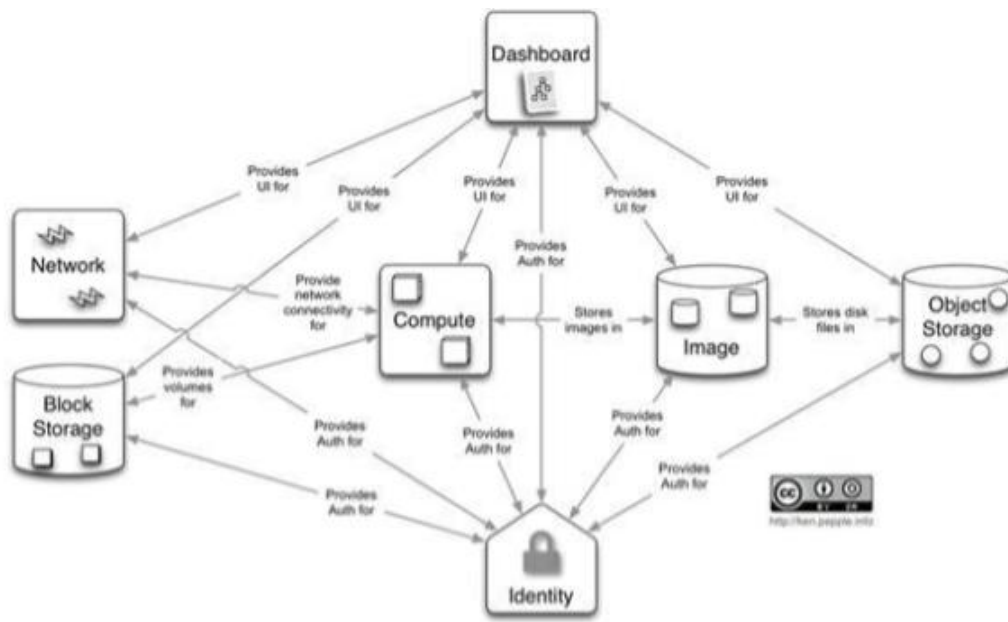 Dashboard
Provides
UI for
Provides
UI for
Provides
UI for
Provides
UI for
Provides
UI for
Provides
Auth for
Network
Provide
network
connectivity
for
Compute
Stores
images in
Image
Stores disk
files in
Object
Storage
Block
Storage
Provides
volumes
for
Provides
Auth for
Provides
Auth for
Provides
Auth for
Provides
Auth for
Provides
Auth for
Identity
cc
BY
http://ken.pepple.info